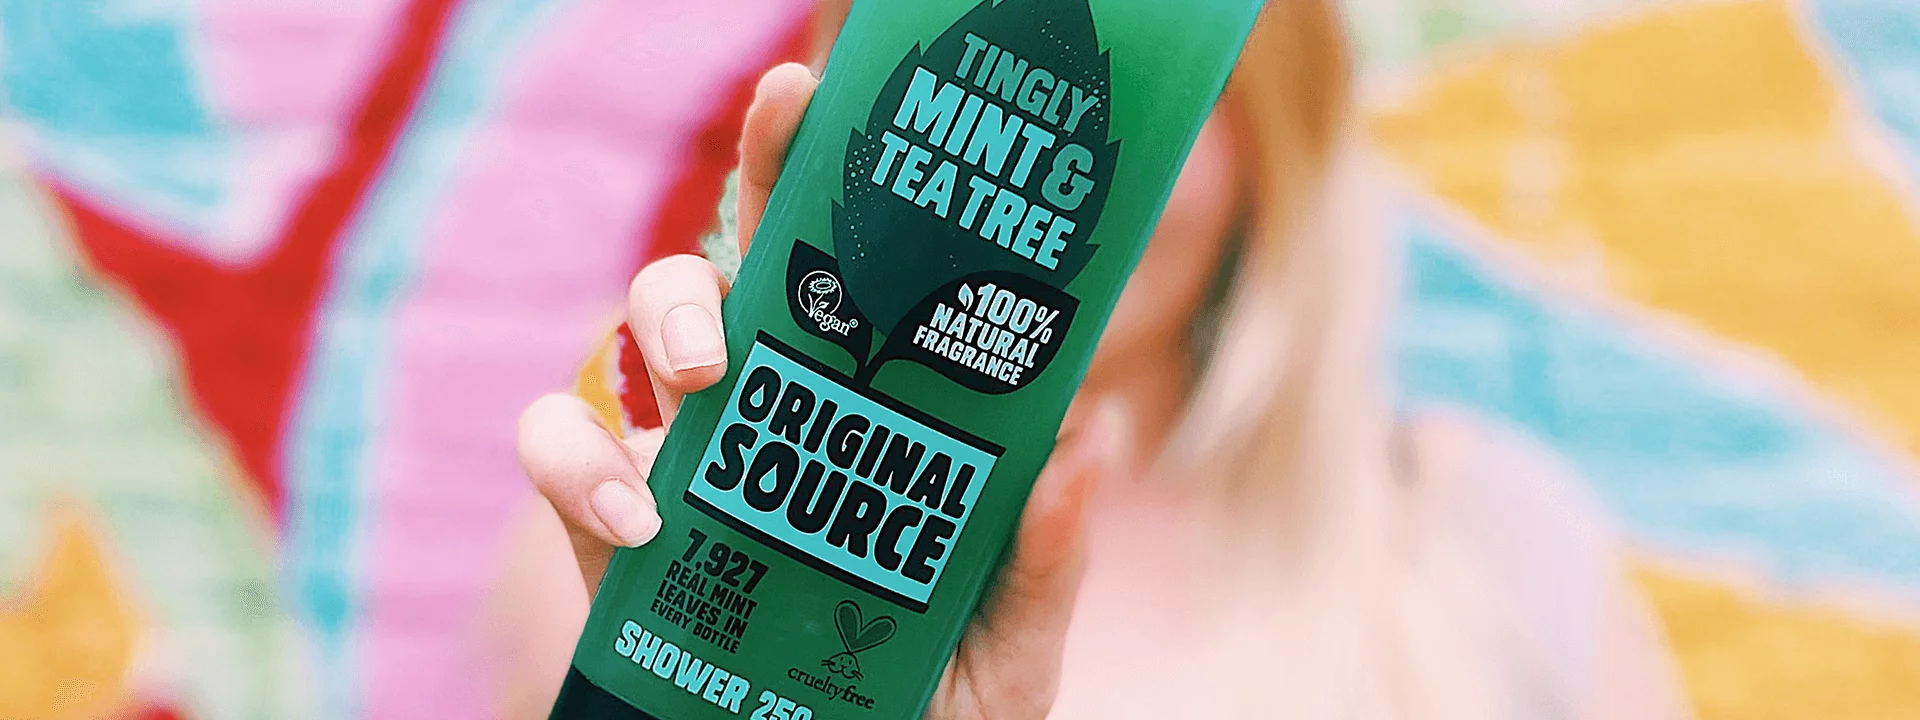 TINGLY
MINT &
TEA TREE
Vegan®
100%
NATURAL
FRAGRANCE
ORIGINAL
SOURCE
7,927
REAL MINT
LEAVES IN
EVERY BOTTLE
crueltyfree
SHOWER 250